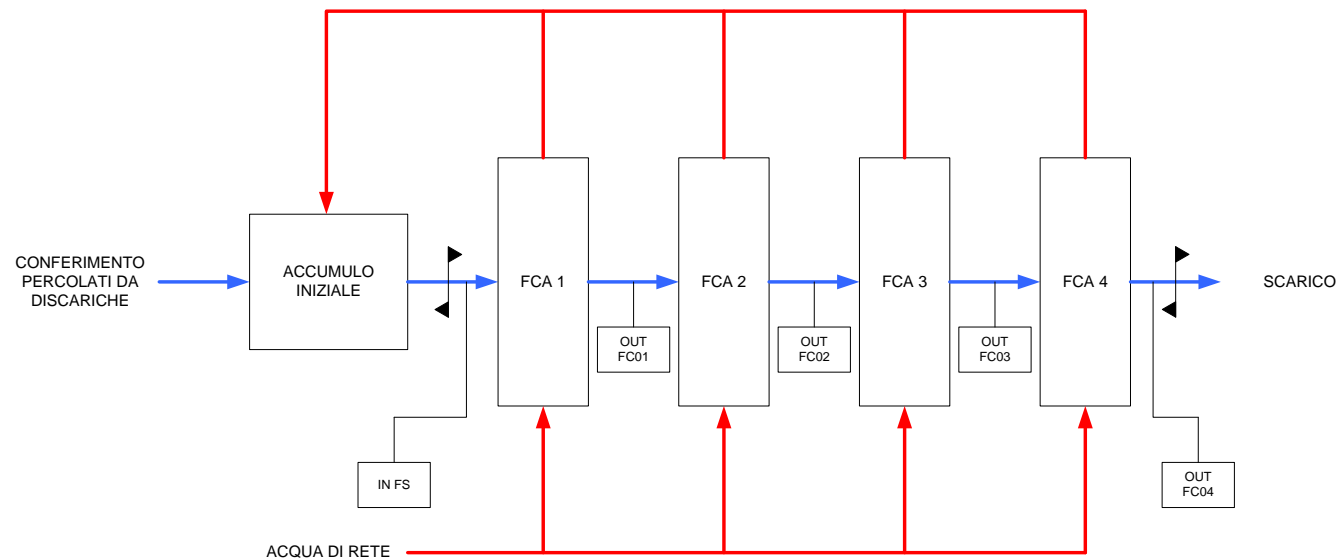 CONFERIMENTO
PERCOLATI DA
DISCARICHE
ACCUMULO
INIZIALE
FCA 1
FCA 2
FCA 3
FCA 4
SCARICO
OUT
FC01
OUT
FC02
OUT
FC03
IN FS
OUT
FC04
ACQUA DI RETE